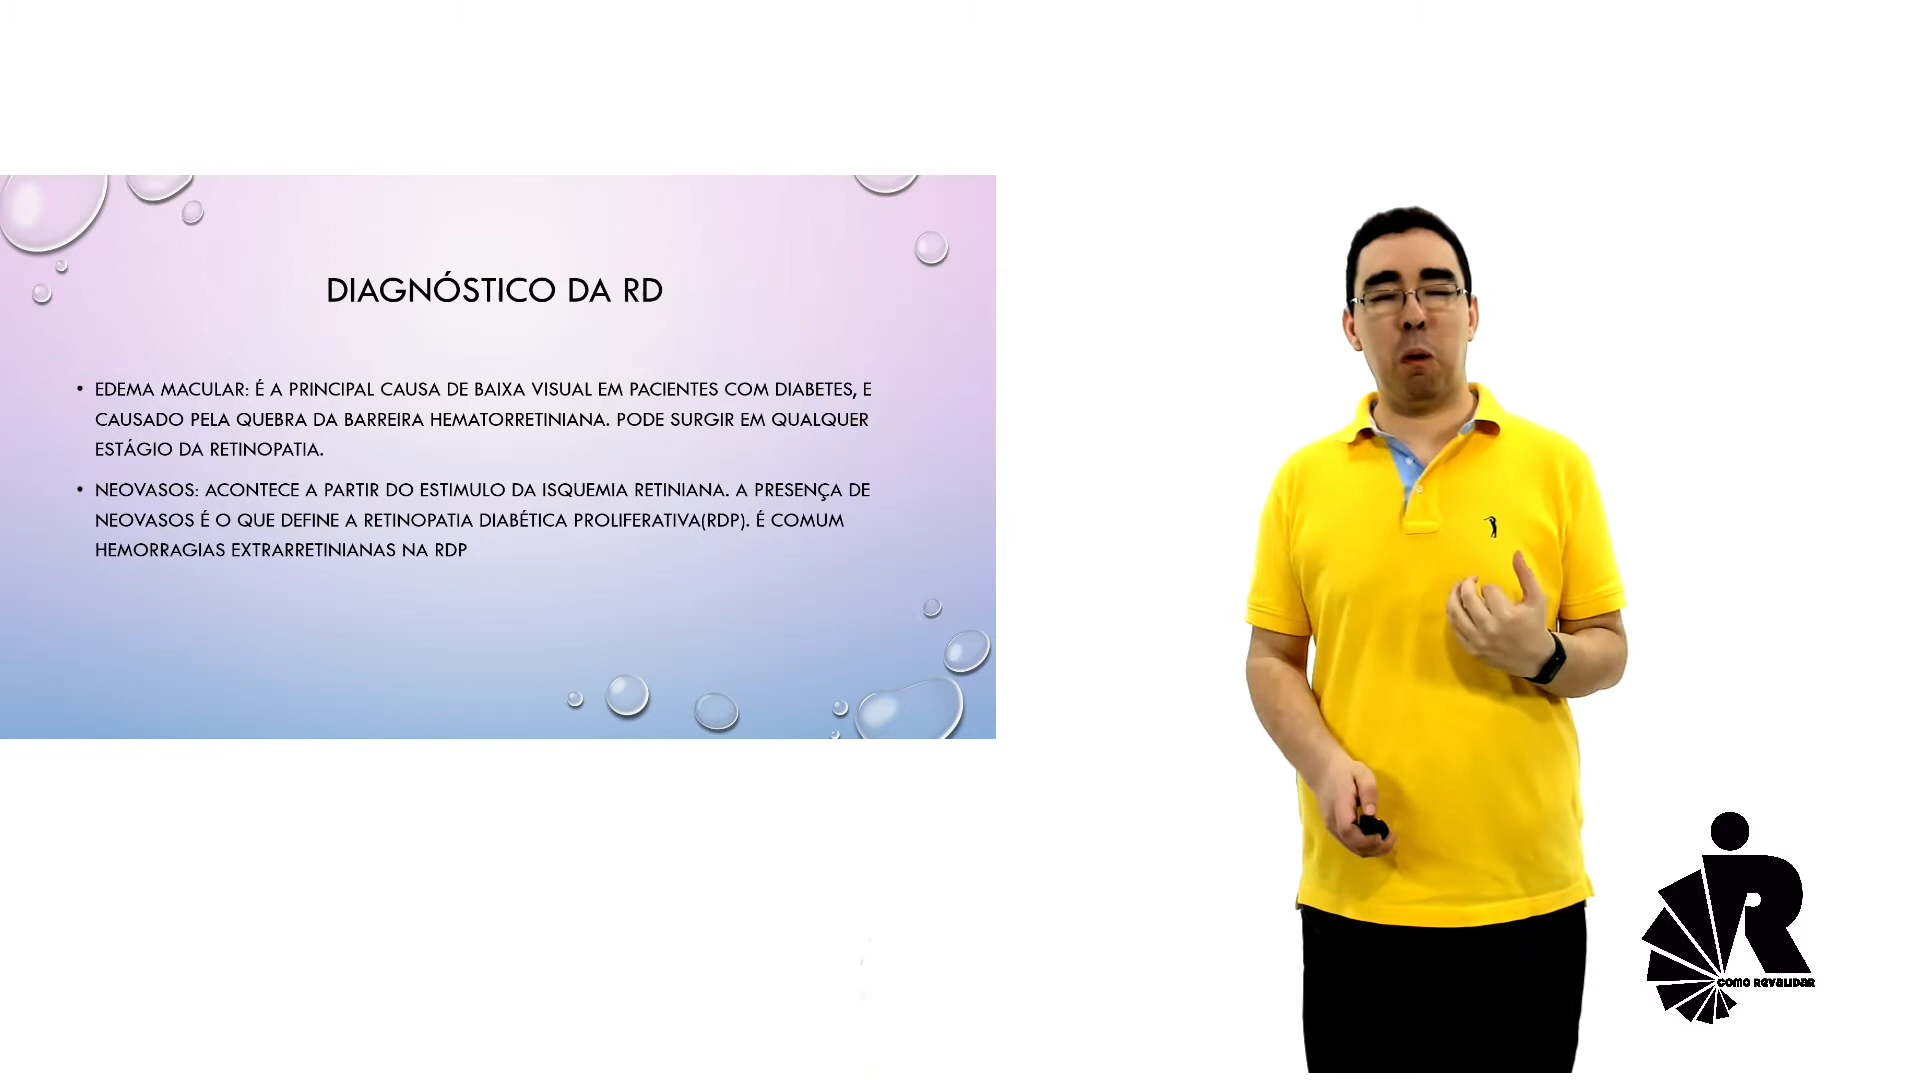 DIAGNÓSTICO DA RD
• EDEMA MACULAR: É A PRINCIPAL CAUSA DE BAIXA VISUAL EM PACIENTES COM DIABETES, E
CAUSADO PELA QUEBRA DA BARREIRA HEMATORRETINIANA. PODE SURGIR EM QUALQUER
ESTÁGIO DA RETINOPATIA.
• NEOVASOS: ACONTECE A PARTIR DO ESTIMULO DA ISQUEMIA RETINIANA. A PRESENÇA DE
NEOVASOS É O QUE DEFINE A RETINOPATIA DIABÉTICA PROLIFERATIVA(RDP). É COMUM
HEMORRAGIAS EXTRARRETINIANAS NA RDP
R
COMO REVALIDAR